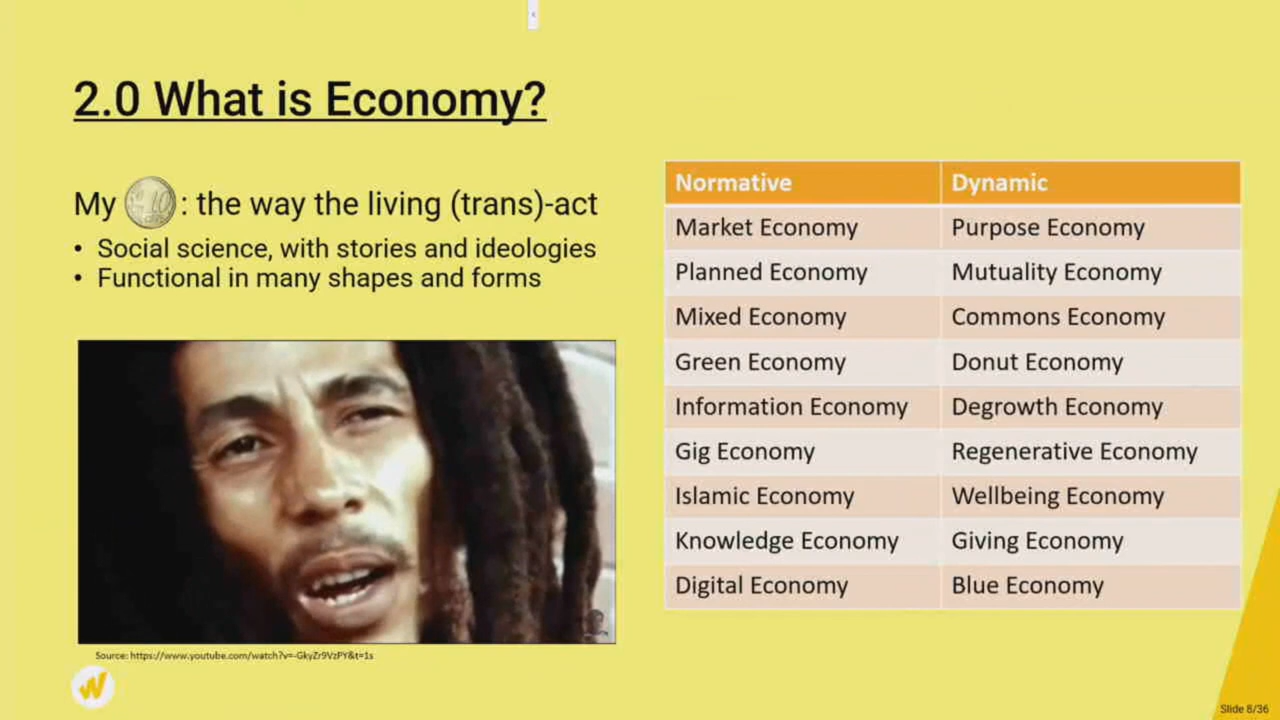 2.0 What is Economy?
My 10 : the way the living (trans)-act
• Social science, with stories and ideologies
• Functional in many shapes and forms
Normative Dynamic
Market Economy Purpose Economy
Planned Economy Mutuality Economy
Mixed Economy Commons Economy
Green Economy Donut Economy
Information Economy Degrowth Economy
Gig Economy Regenerative Economy
Islamic Economy Wellbeing Economy
Knowledge Economy Giving Economy
Digital Economy Blue Economy
Source: https://www.youtube.com/watch?v=-GkyZr9VzPY&t=1s
W
Slide 8/36